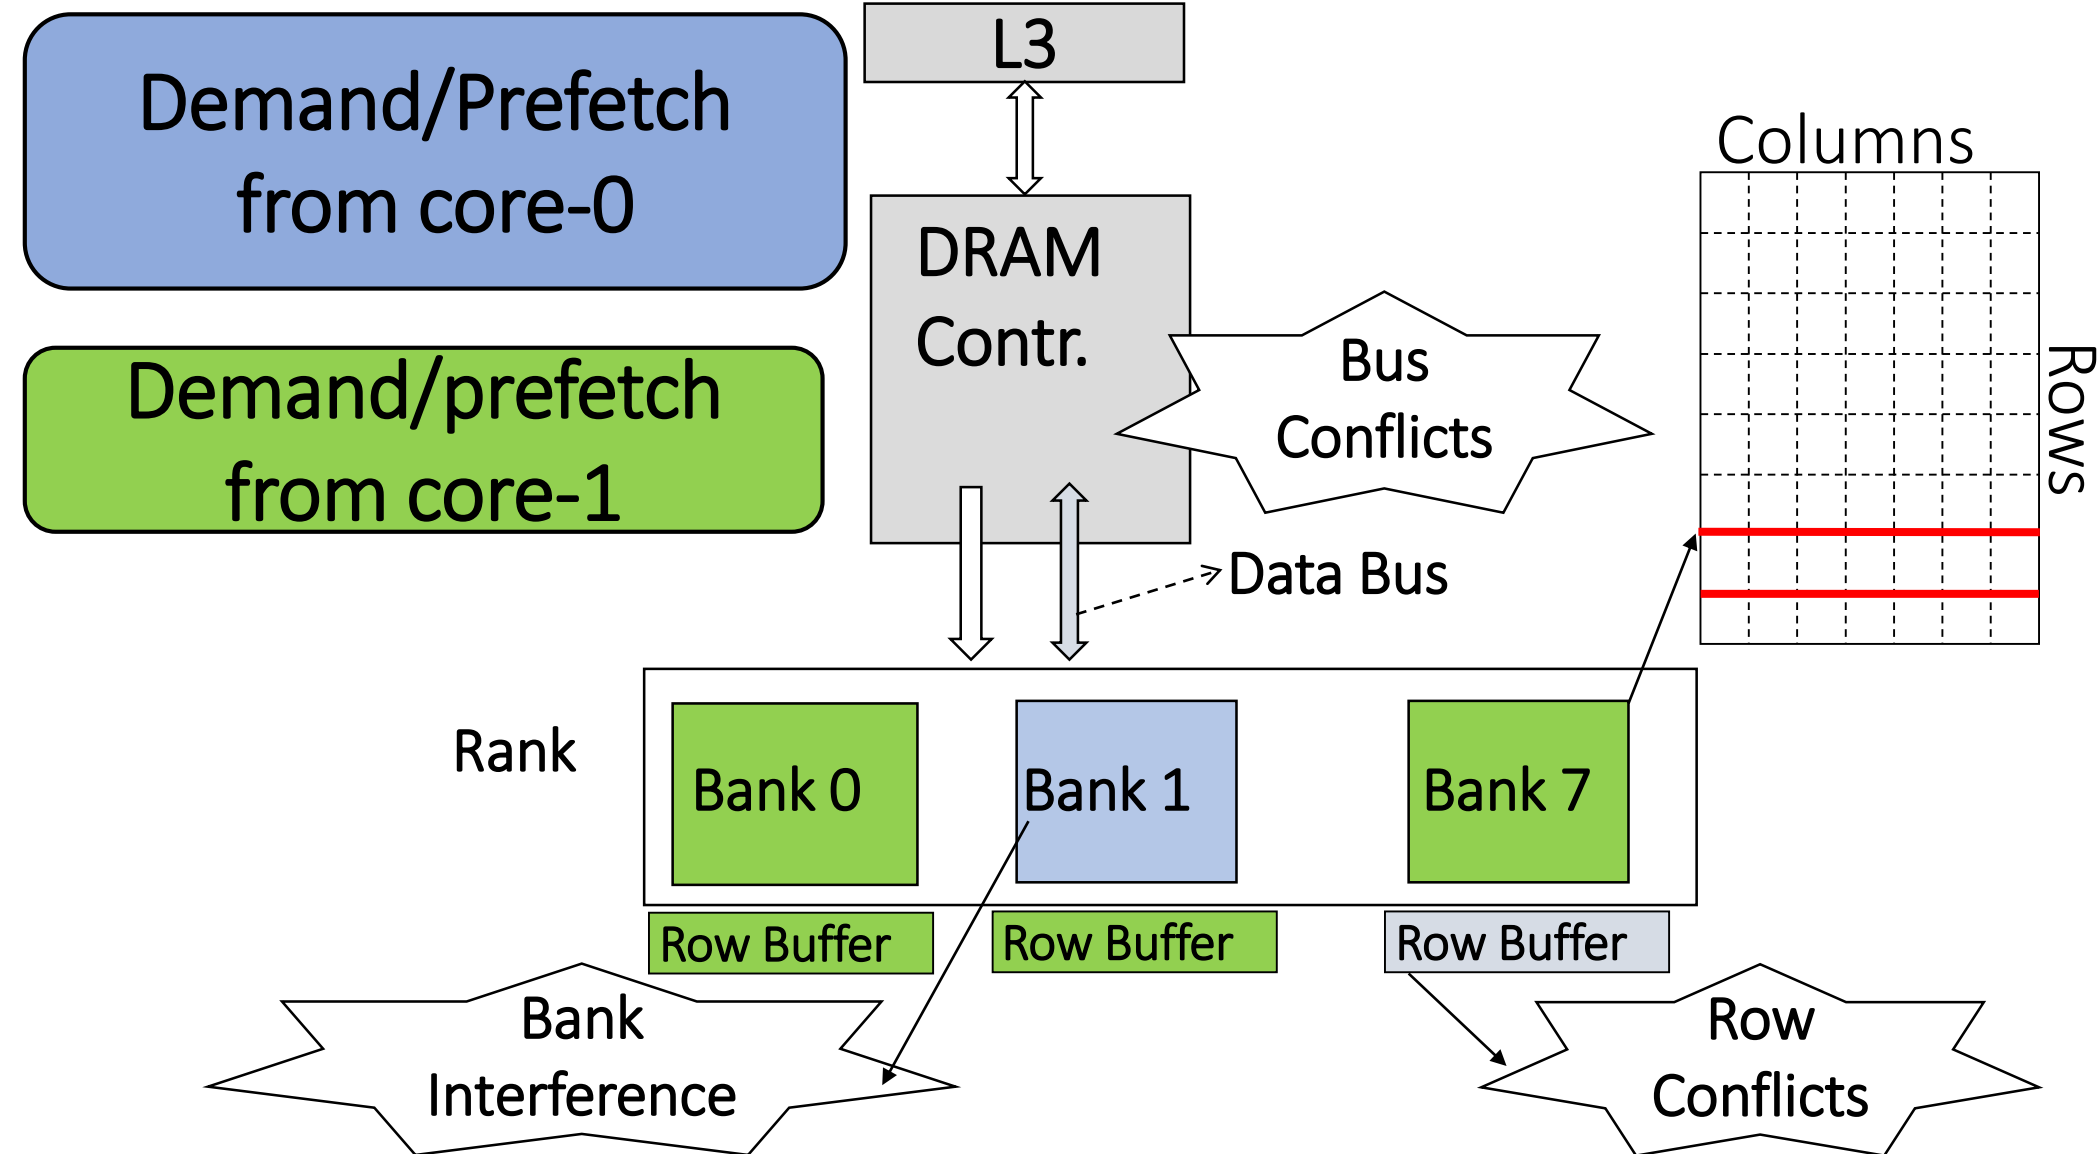 Demand/Prefetch
from core-0
Demand/prefetch
from core-1
L3
DRAM
Contr.
Bus
Conflicts
Data Bus
Columns
Rows
Rank
Bank 0
Bank 1
Bank 7
Row Buffer
Row Buffer
Row Buffer
Bank
Interference
Row
Conflicts